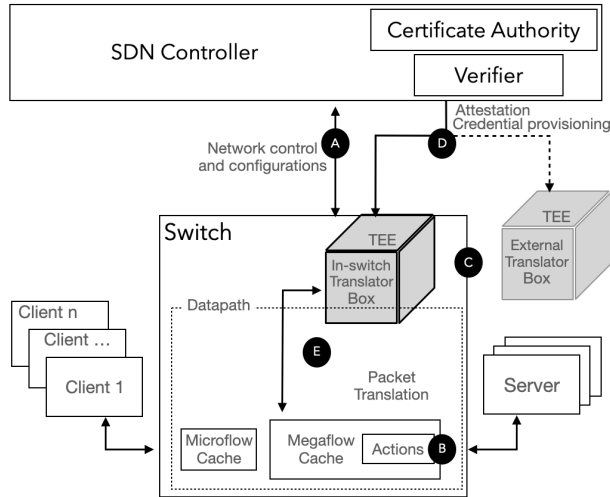 Certificate Authority
SDN Controller
Verifier
Attestation
Credential provisioning
A
D
Network control
and configurations
Switch
TEE
In-switch
Translator
Box
C
TEE
External
Translator
Box
Datapath
E
Client n
Client ...
Client 1
Packet
Translation
Server
Microflow
Cache
Megaflow
Cache
Actions
B